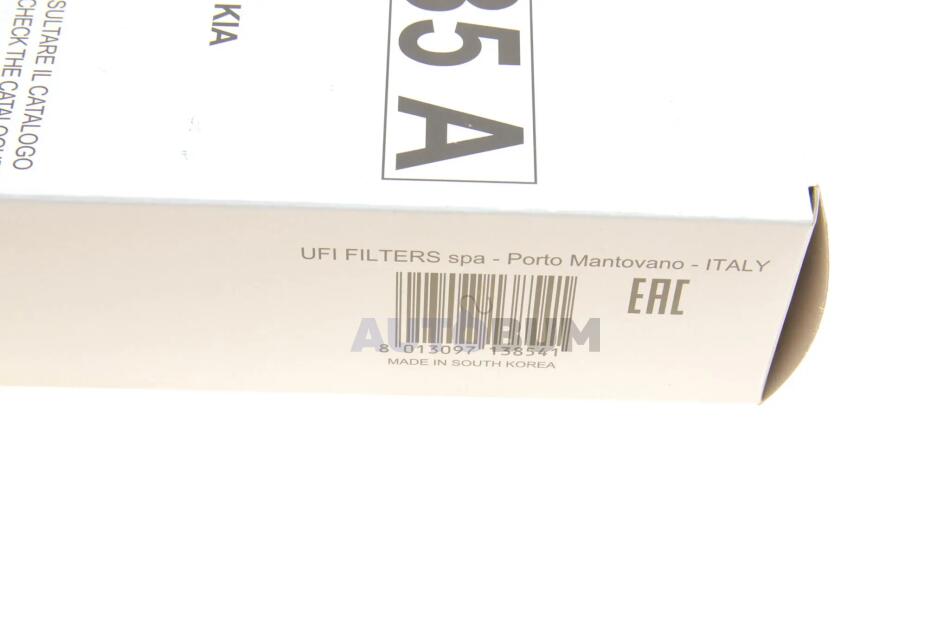 SULTARE IL CATALOGO
CHECK THE
KIA
5 A
UFI FILTERS spa - Porto Mantovano - ITALY
EAC
AUTOBUM
8 013097 138541
MADE IN SOUTH KOREA